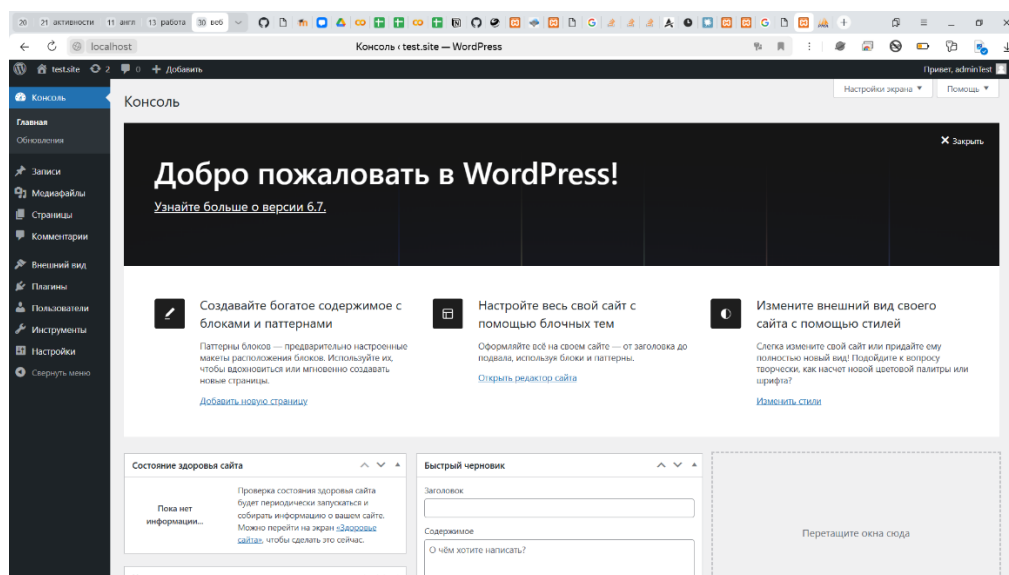 20 21 активности 11 англ 13 работа 30 веб
localhost Консоль ‹ test.site — WordPress
test.site 2 0 Добавить Привет, adminTest
Консоль
Главная
Обновления
Записи
Медиафайлы
Страницы
Комментарии
Внешний вид
Плагины
Пользователи
Инструменты
Настройки
Свернуть меню
Настройки экрана Помощь
Консоль
Закрыть
Добро пожаловать в WordPress!
Узнайте больше о версии 6.7.
Создавайте богатое содержимое с
блоками и паттернами
Паттерны блоков — предварительно настроенные
макеты расположения блоков. Используйте их,
чтобы вдохновиться или мгновенно создавать
новые страницы.
Добавить новую страницу
Настройте весь свой сайт с
помощью блочных тем
Оформляйте всё на своем сайте — от заголовка до
подвала, используя блоки и паттерны.
Открыть редактор сайта
Измените внешний вид своего
сайта с помощью стилей
Слегка измените свой сайт или придайте ему
полностью новый вид! Подойдите к вопросу
творчески, как насчет новой цветовой палитры или
шрифта?
Изменить стили
Состояние здоровья сайта
Пока нет
информации...
Проверка состояния здоровья сайта
будет периодически запускаться и
собирать информацию о вашем сайте.
Можно перейти на экран «Здоровье
сайта», чтобы сделать это сейчас.
Быстрый черновик
Заголовок
Содержимое
О чём хотите написать?
Перетащите окна сюда